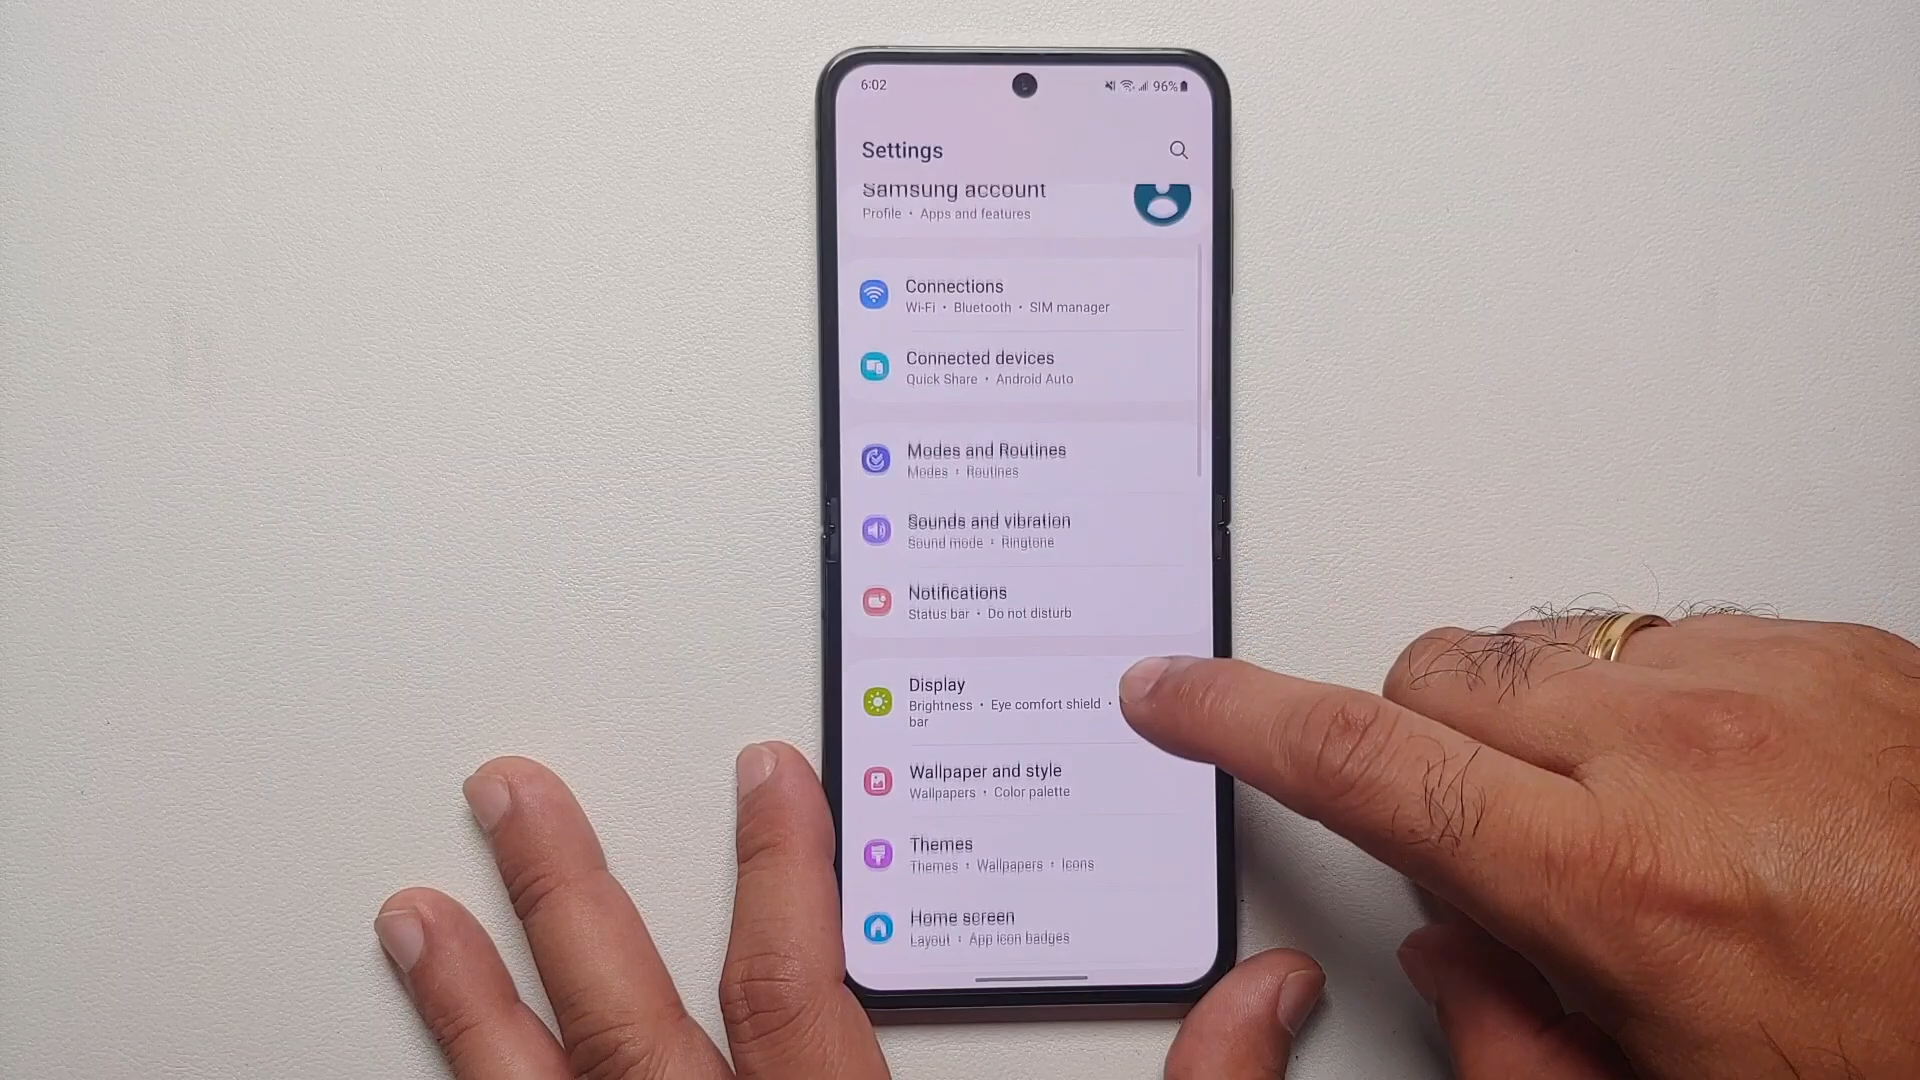 6:02
96%
Settings
Samsung account
Profile • Apps and features
Connections
Wi-Fi • Bluetooth • SIM manager
Connected devices
Quick Share • Android Auto
Modes and Routines
Modes • Routines
Sounds and vibration
Sound mode • Ringtone
Notifications
Status bar • Do not disturb
Display
Brightness • Eye comfort shield •
bar
Wallpaper and style
Wallpapers • Color palette
Themes
Themes • Wallpapers • Icons
Home screen
Layout • App icon badges